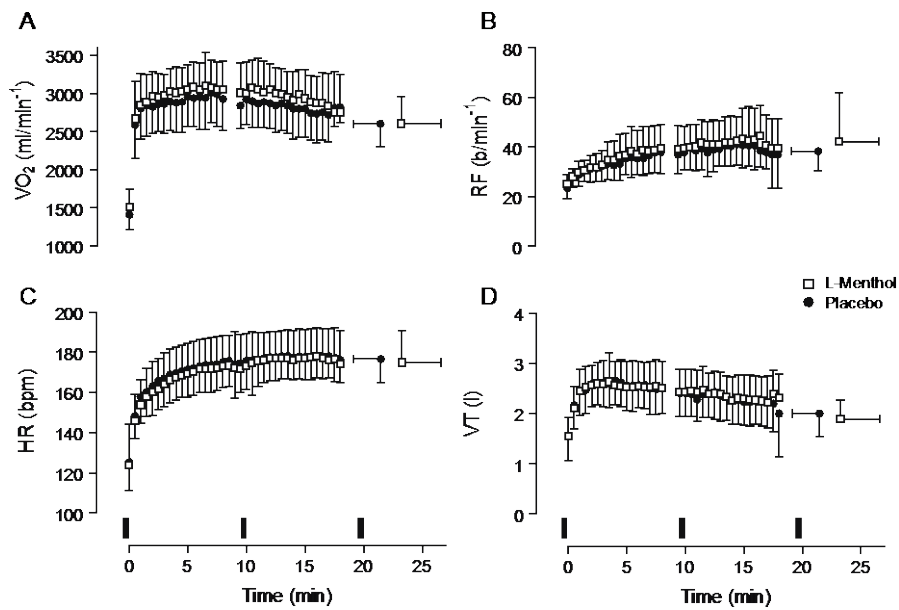 A
B
3500
3000
2500
2000
1500
1000
VO₂ (ml/min⁻¹)
80
60
40
20
0
RF (b/min⁻¹)
C
D
L-Menthol
Placebo
200
180
160
140
120
100
HR (bpm)
4
3
2
1
0
VT (l)
0 5 10 15 20 25
Time (min)
0 5 10 15 20 25
Time (min)